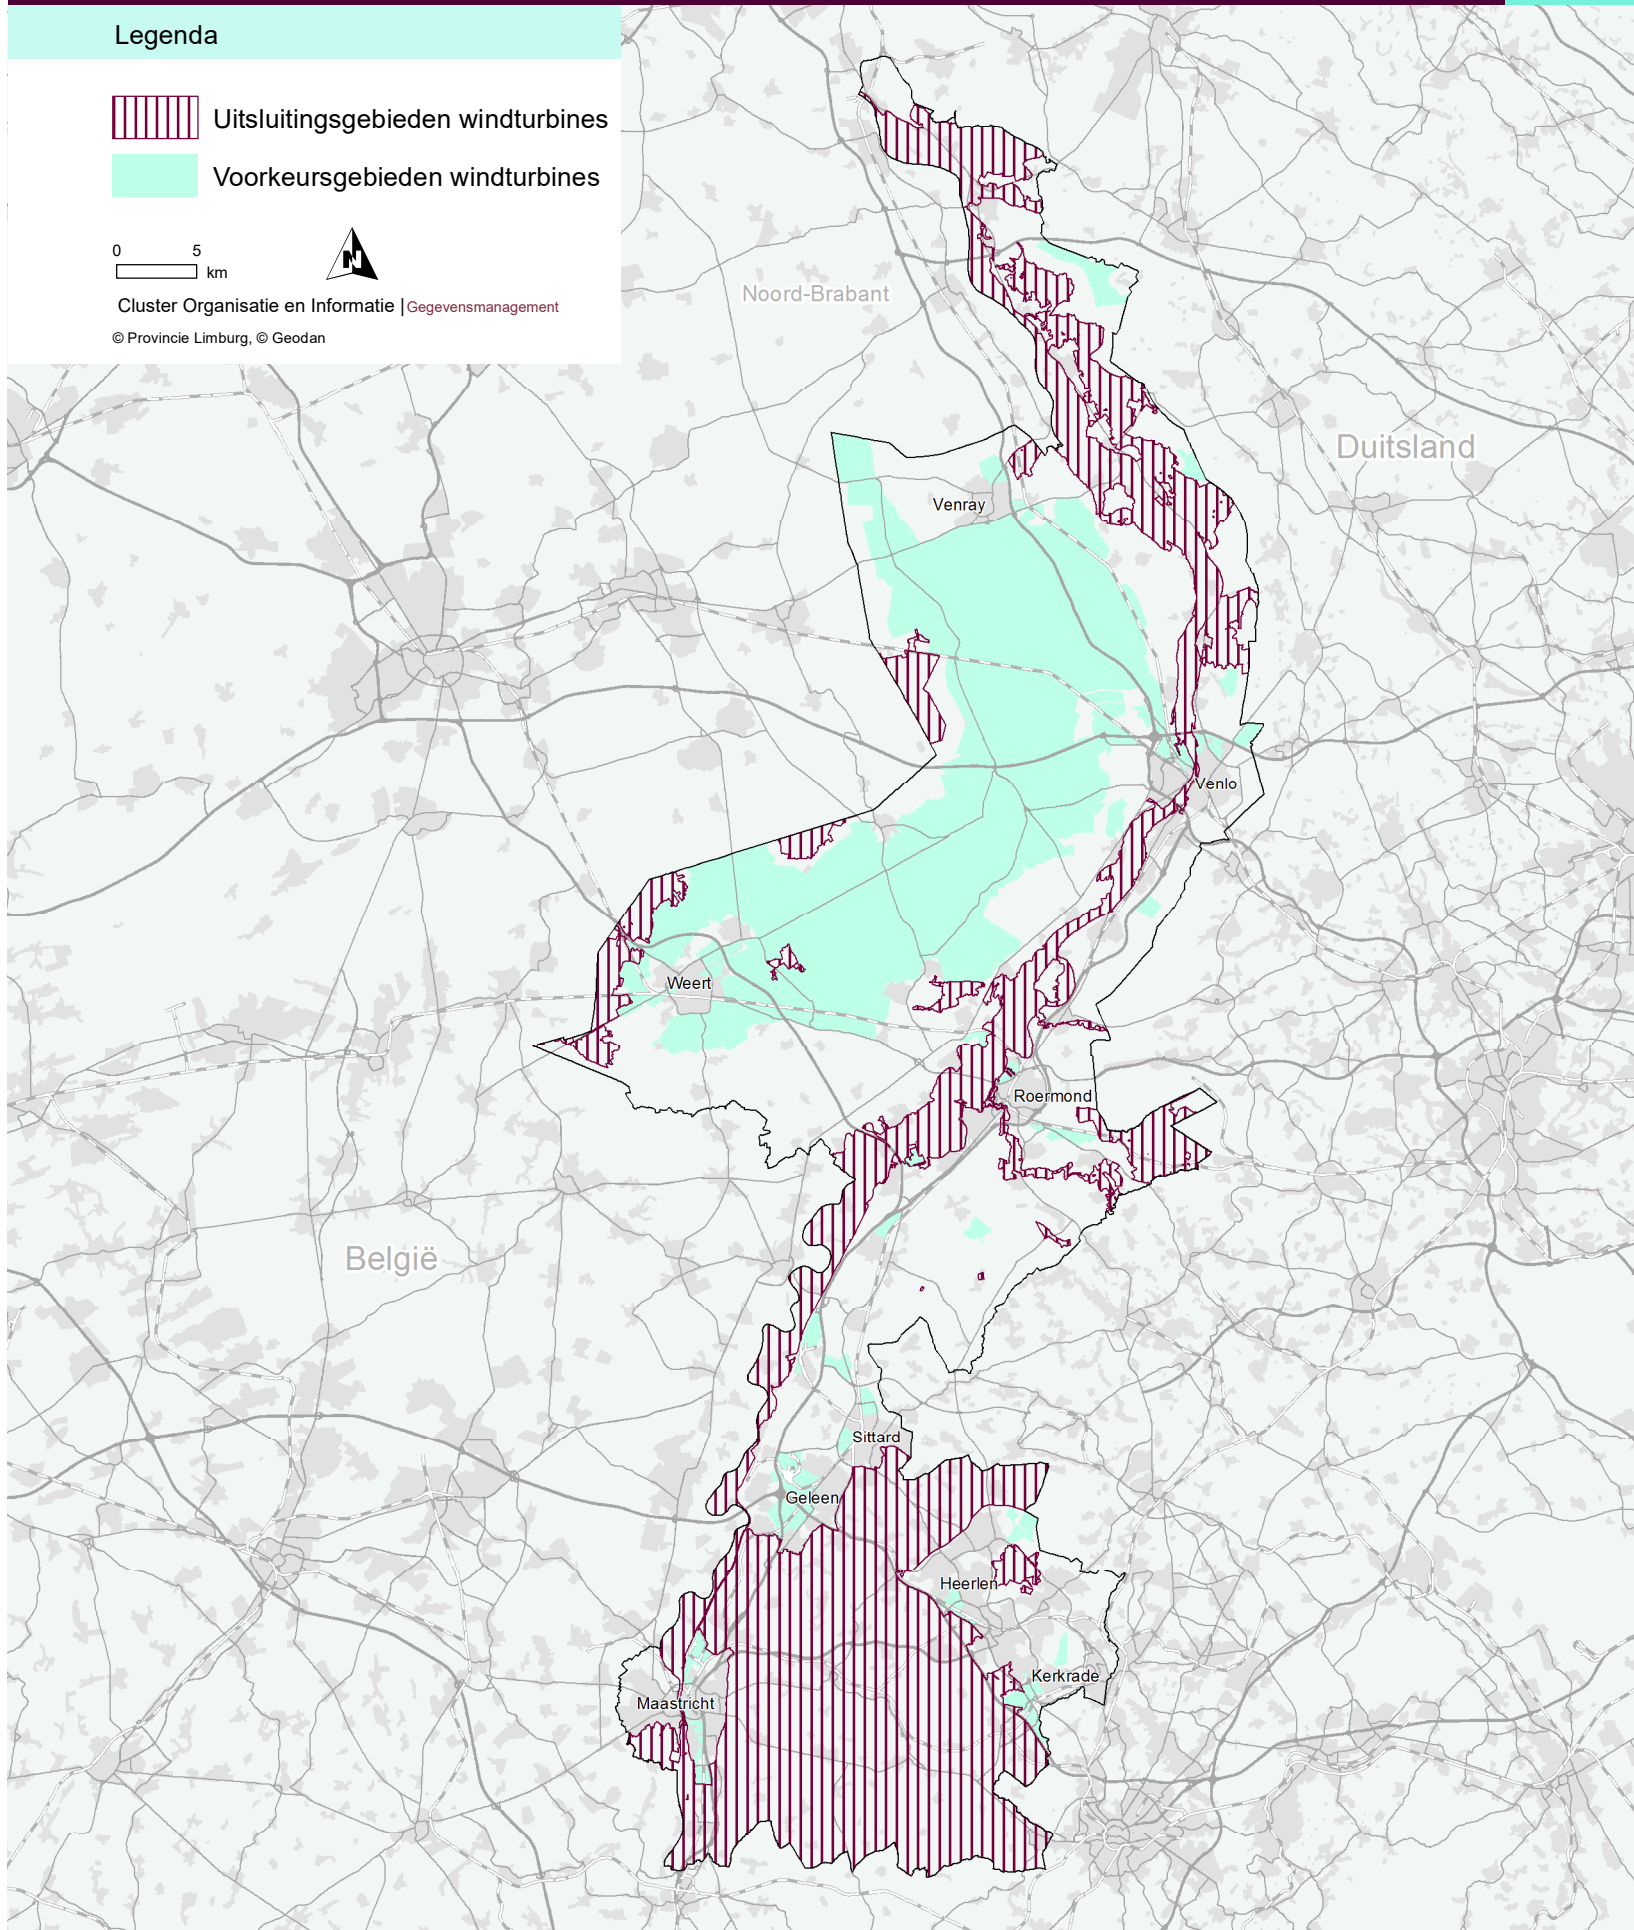 Legenda
Uitsluitingsgebieden windturbines
Voorkeursgebieden windturbines
0 5
km
N
Cluster Organisatie en Informatie | Gegevensmanagement
© Provincie Limburg, © Geodan
Noord-Brabant
Duitsland
Venray
Venlo
Weert
Roermond
België
Sittard
Geleen
Heerlen
Kerkrade
Maastricht